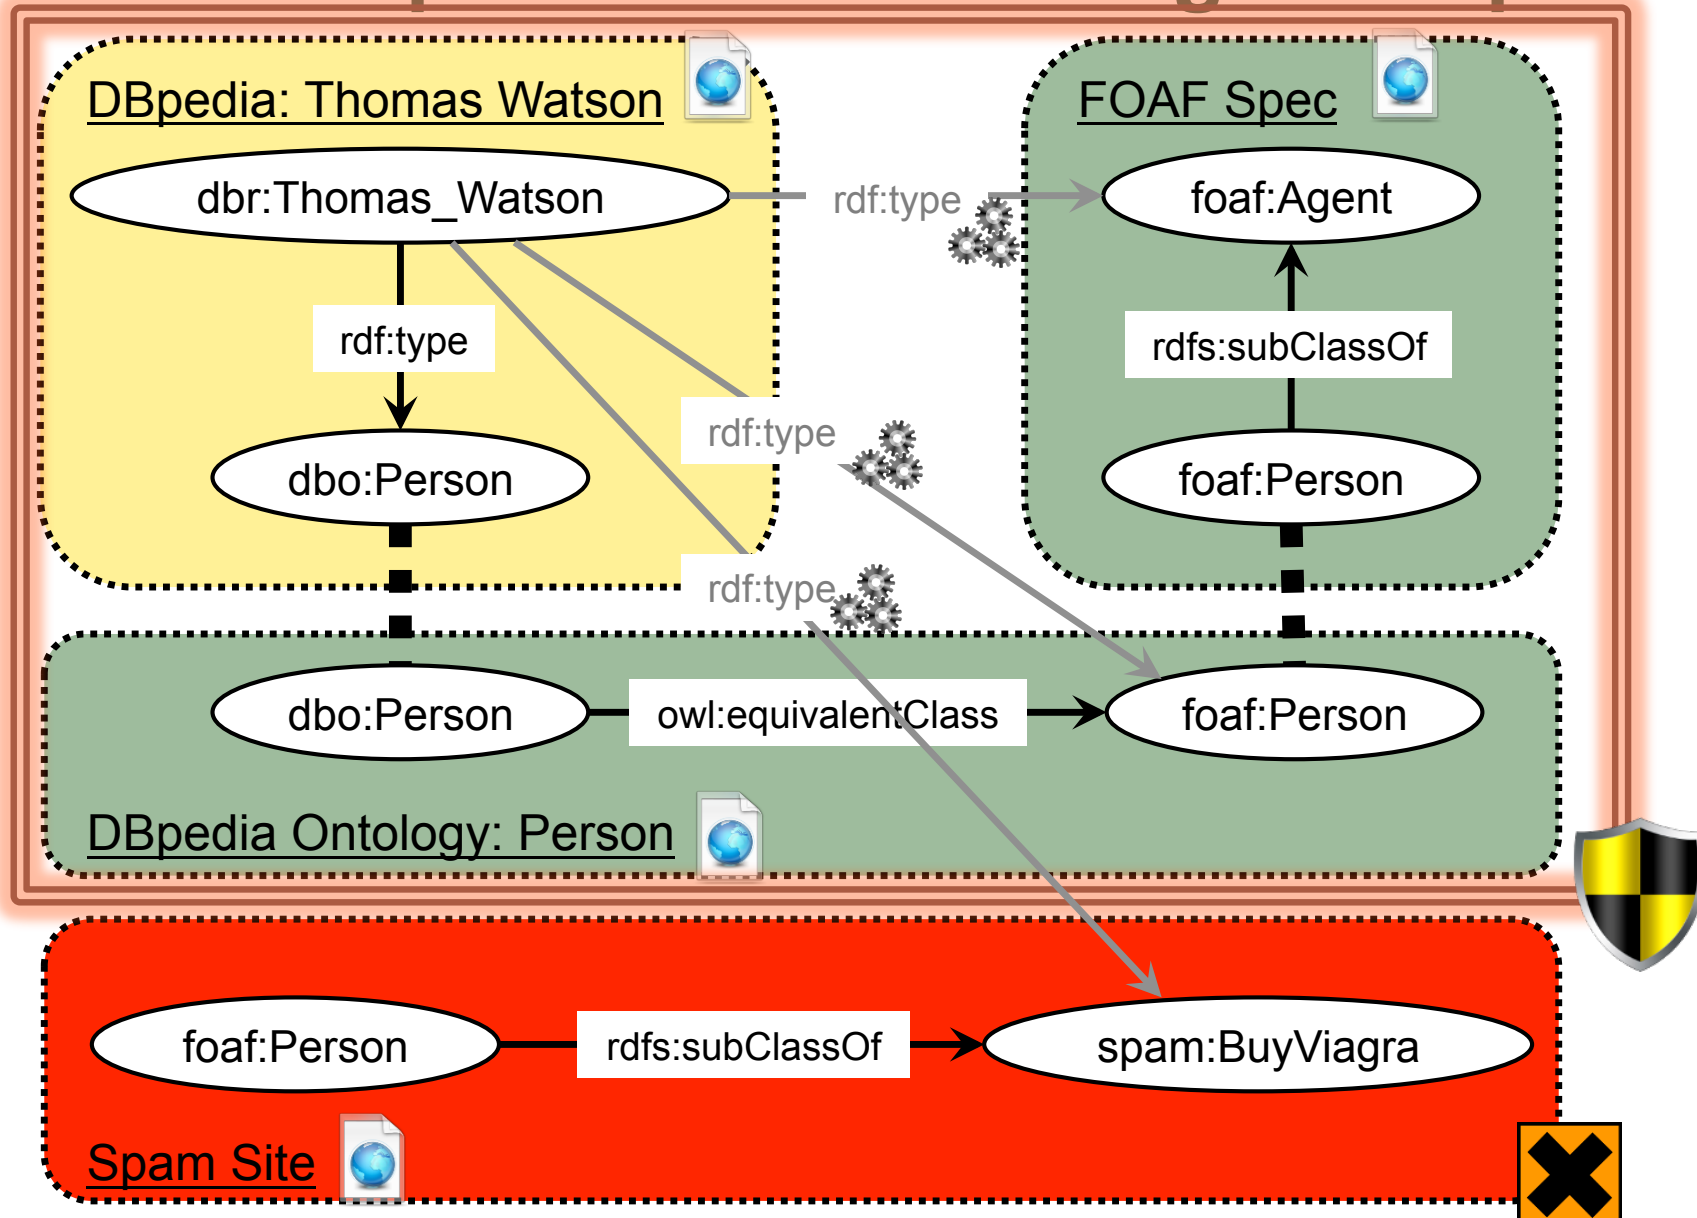 DBpedia: Thomas Watson
FOAF Spec
dbr:Thomas_Watson
rdf:type
foaf:Agent
rdf:type
rdfs:subClassOf
rdf:type
dbo:Person
foaf:Person
rdf:type
dbo:Person
owl:equivalentClass
foaf:Person
DBpedia Ontology: Person
foaf:Person
rdfs:subClassOf
spam:BuyViagra
Spam Site